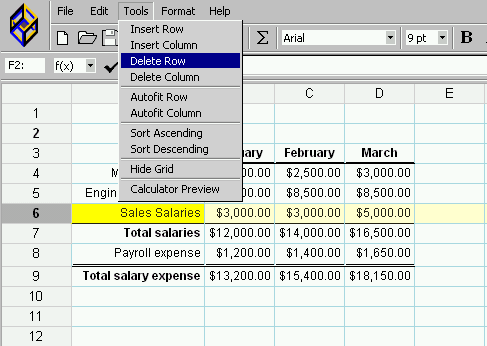 File Edit Tools Format Help
Insert Row
Insert Column
Delete Row
Delete Column
Autofit Row
Autofit Column
Sort Ascending
Sort Descending
Hide Grid
Calculator Preview
Σ Arial 9 pt B
F2: f(x)
C D E
1
2
3 uary February March
4 M 00.00 $2,500.00 $3,000.00
5 Engin 00.00 $8,500.00 $8,500.00
6 Sales Salaries $3,000.00 $3,000.00 $5,000.00
7 Total salaries $12,000.00 $14,000.00 $16,500.00
8 Payroll expense $1,200.00 $1,400.00 $1,650.00
9 Total salary expense $13,200.00 $15,400.00 $18,150.00
10
11
12